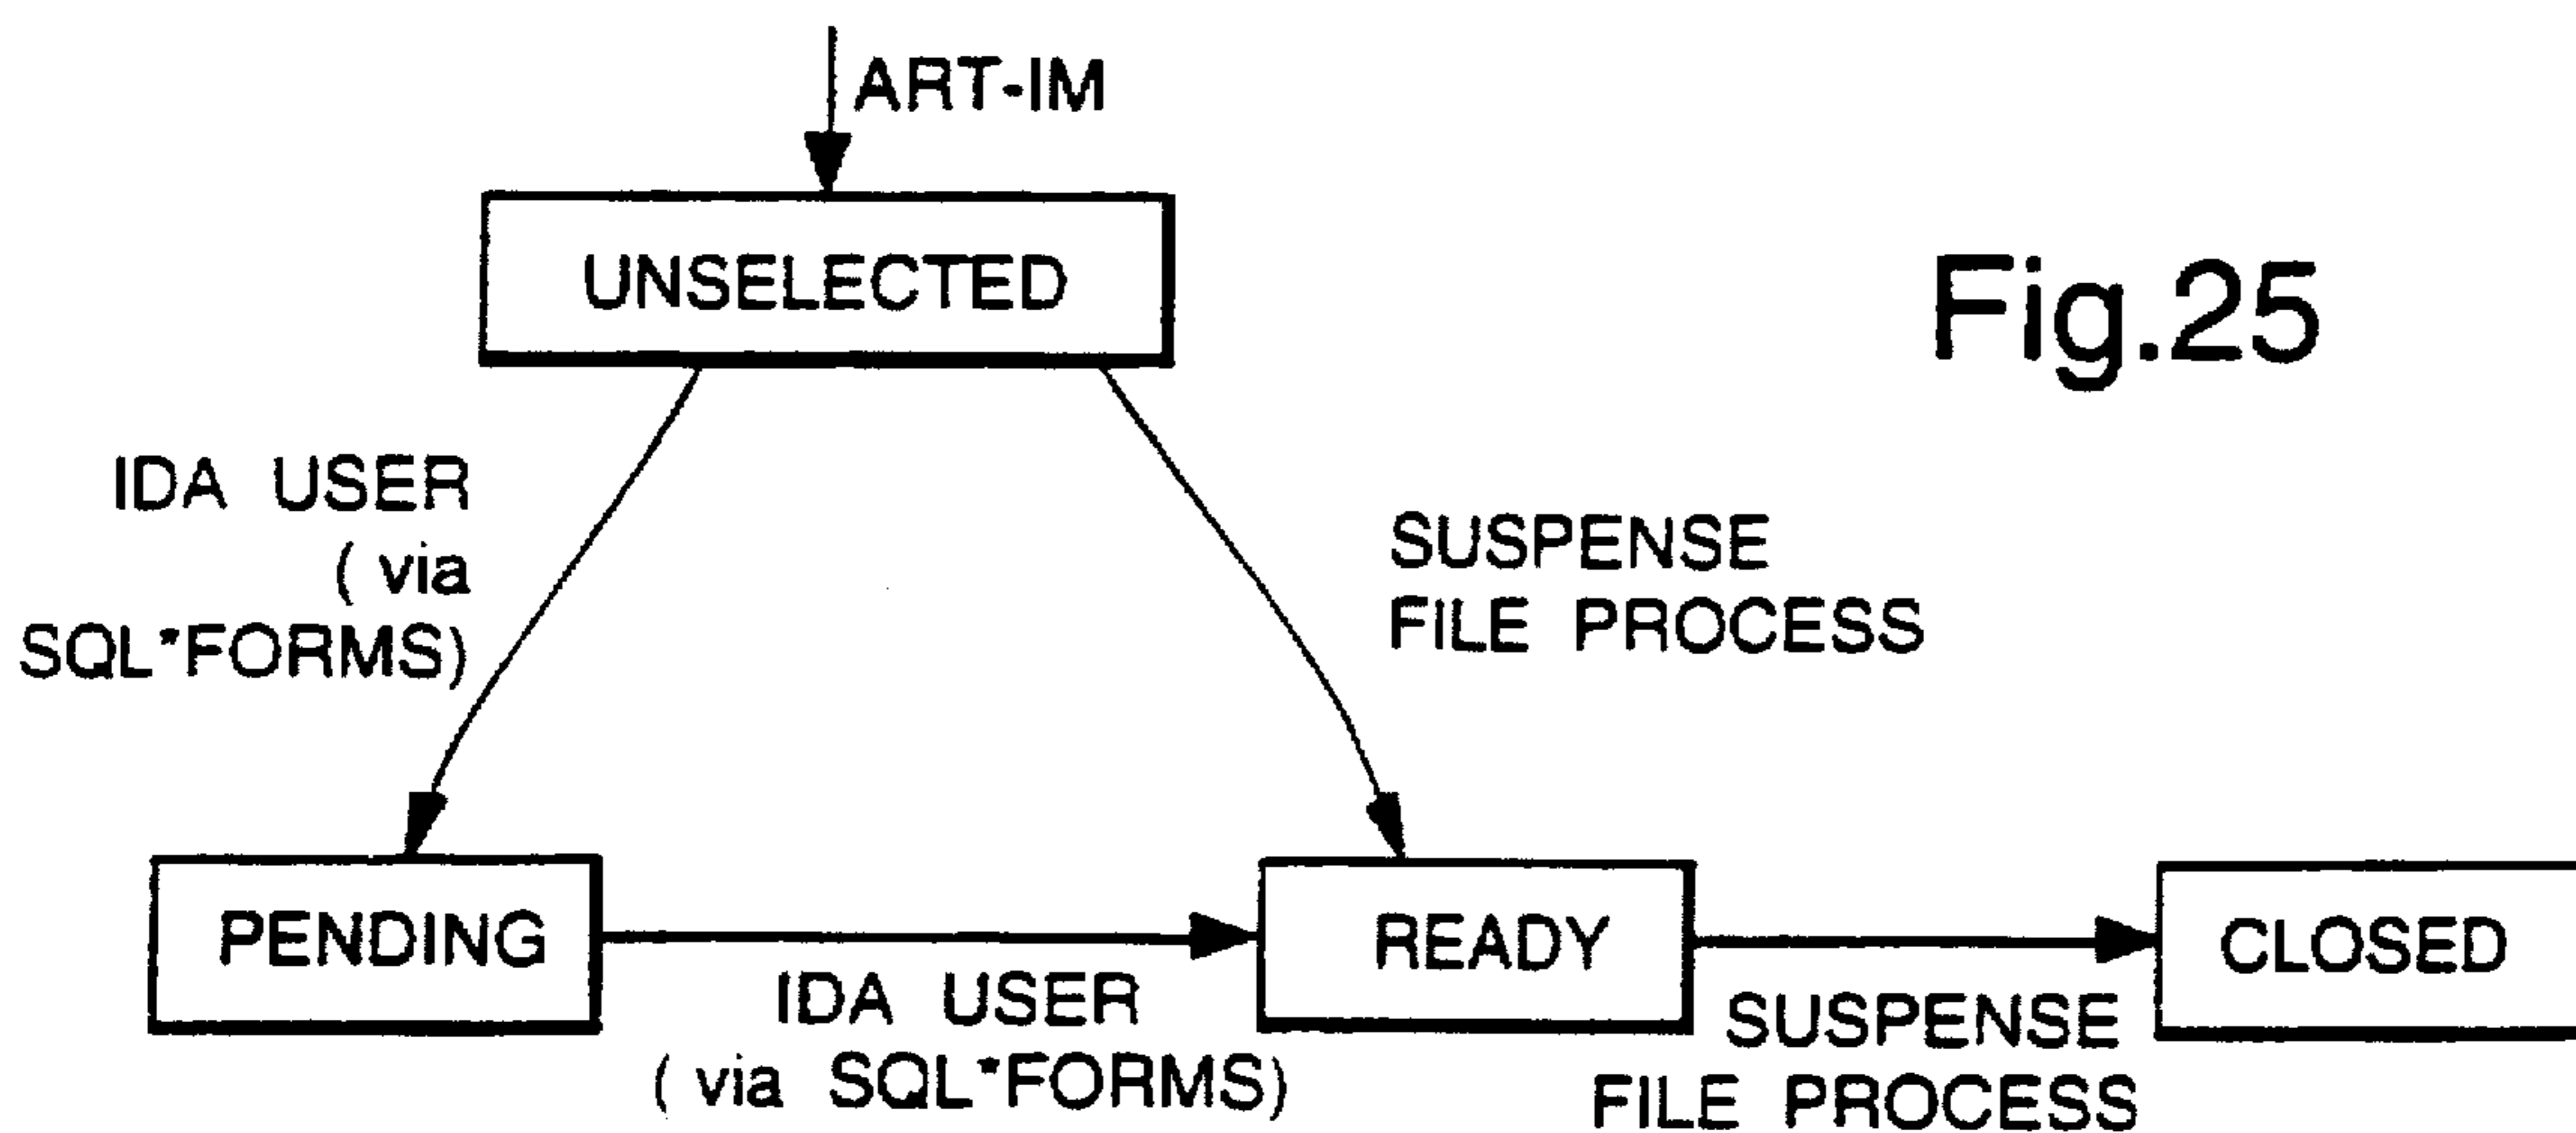 ART-IM
UNSELECTED
Fig.25
IDA USER
( via
SQL*FORMS)
SUSPENSE
FILE PROCESS
PENDING
READY
CLOSED
IDA USER
( via SQL*FORMS)
SUSPENSE
FILE PROCESS